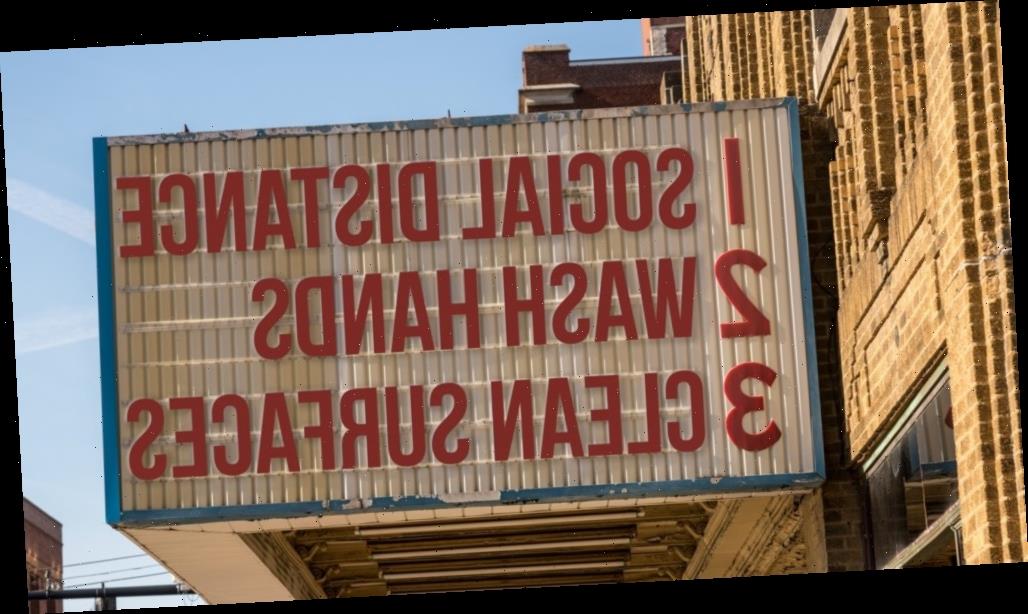 1 SOCIAL DISTANCE
2 WASH HANDS
3 CLEAN SURFACES